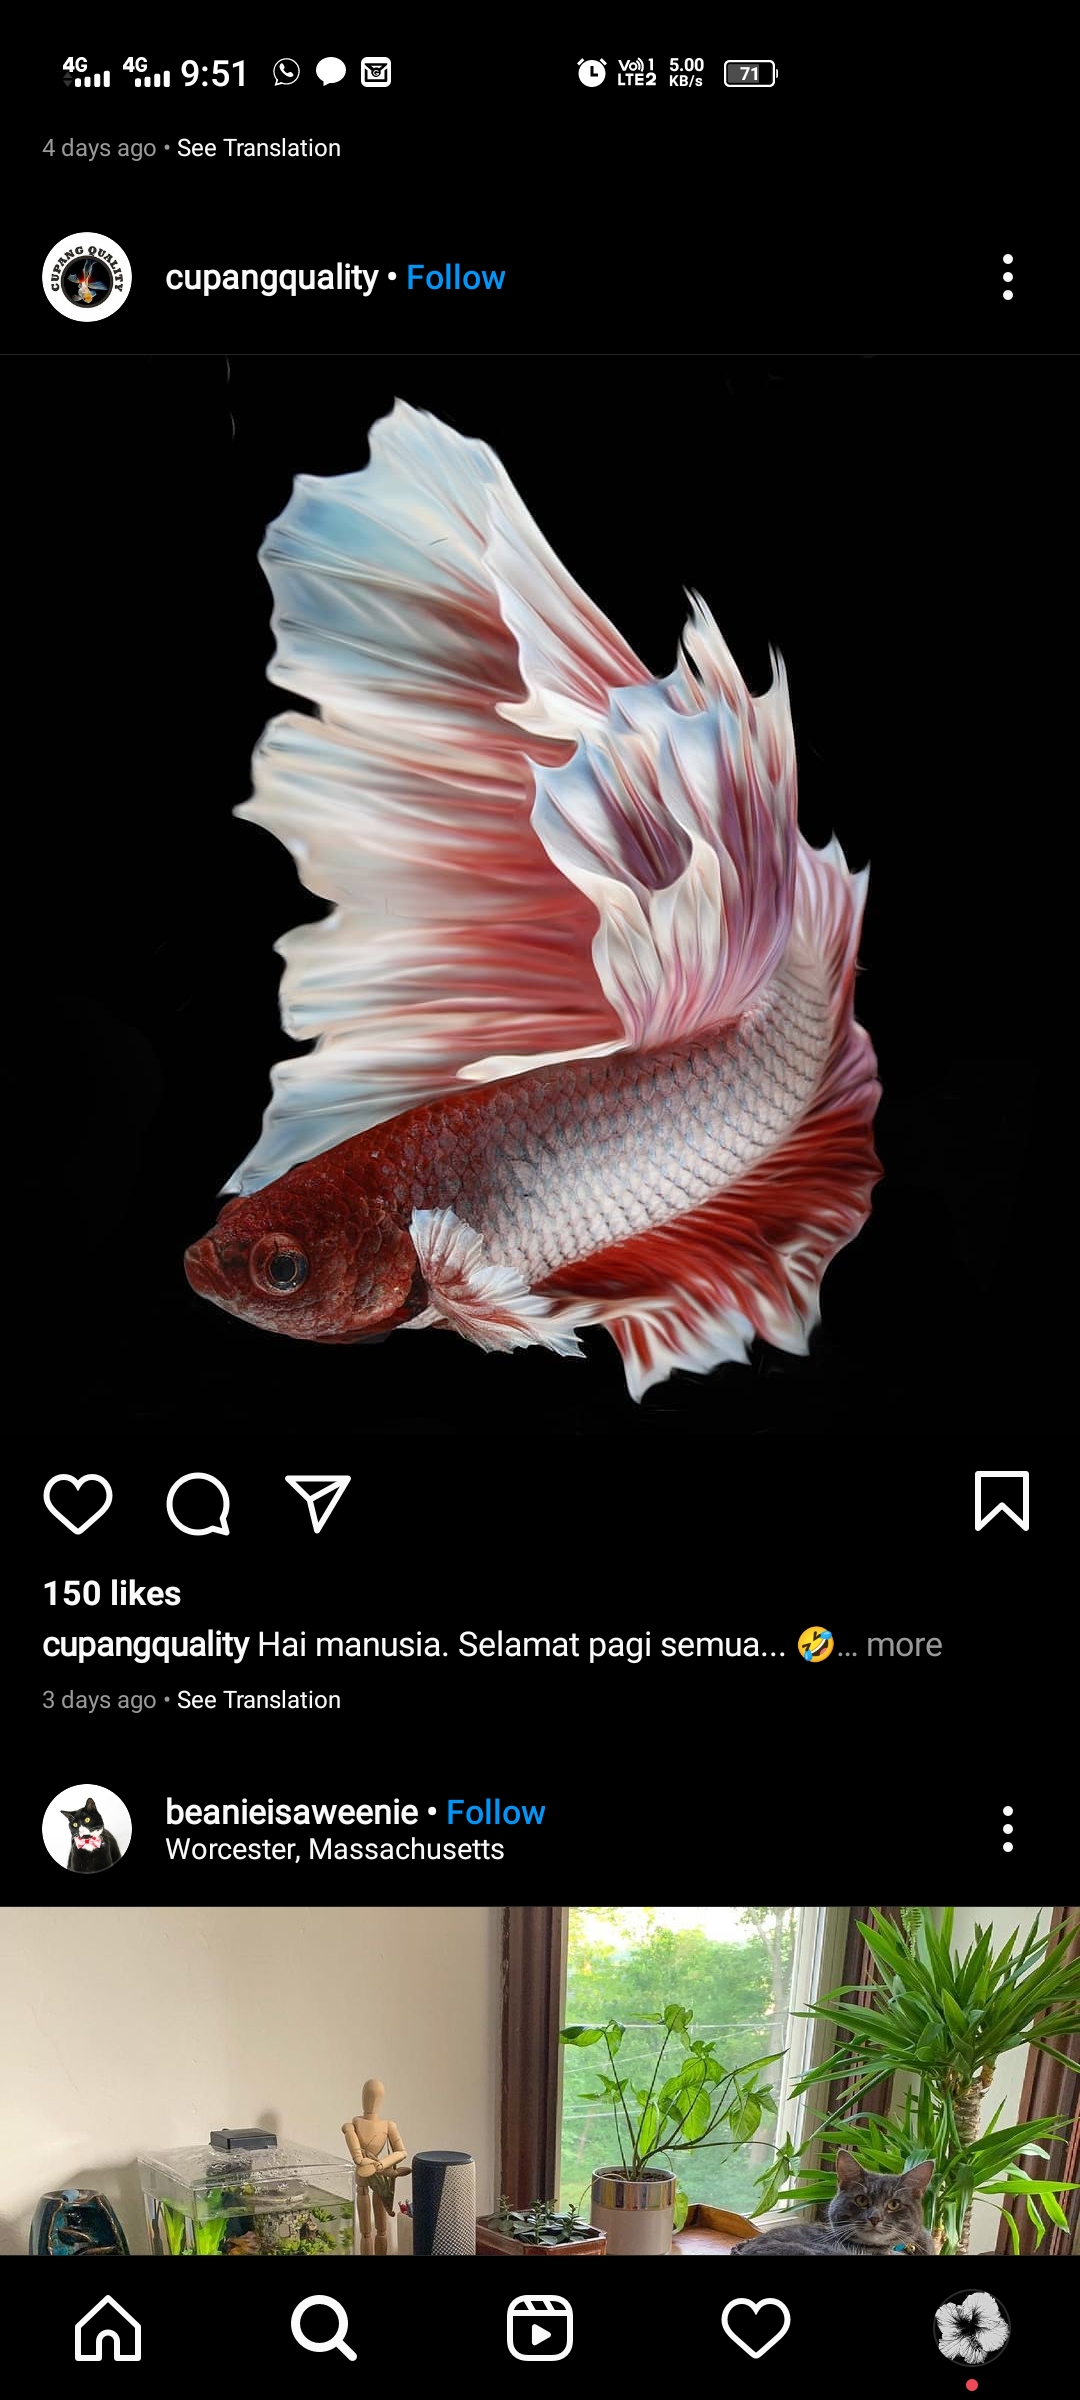 4G 4G 9:51 Vo) 1 LTE2 5.00 KB/s 71
4 days ago • See Translation
CUPANG QUALITY
cupangquality • Follow
150 likes
cupangquality Hai manusia. Selamat pagi semua... 🤣... more
3 days ago • See Translation
beanieisaweenie • Follow
Worcester, Massachusetts